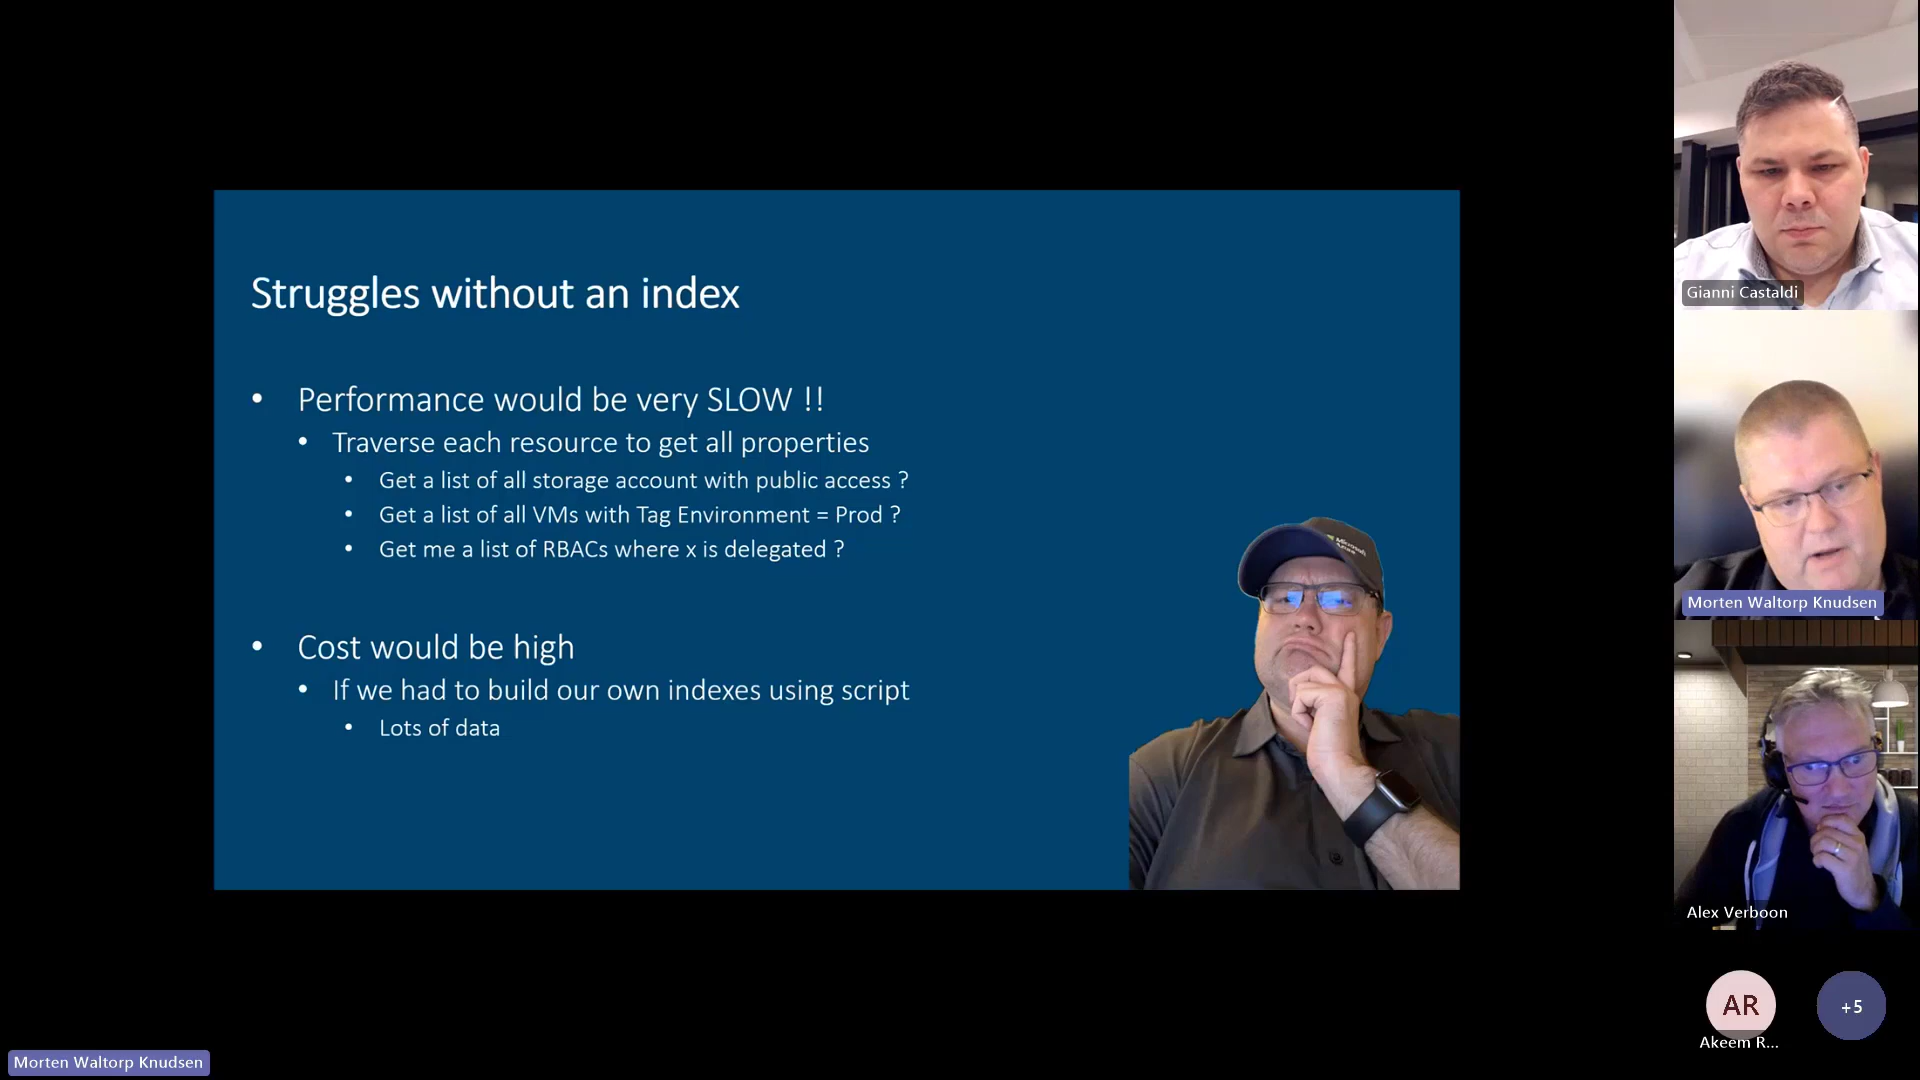 Struggles without an index
• Performance would be very SLOW !!
• Traverse each resource to get all properties
• Get a list of all storage account with public access ?
• Get a list of all VMs with Tag Environment = Prod ?
• Get me a list of RBACs where x is delegated ?
• Cost would be high
• If we had to build our own indexes using script
• Lots of data
Microsoft
Gianni Castaldi
Morten Waltorp Knudsen
Alex Verboon
AR
+5
Akeem R...
Morten Waltorp Knudsen